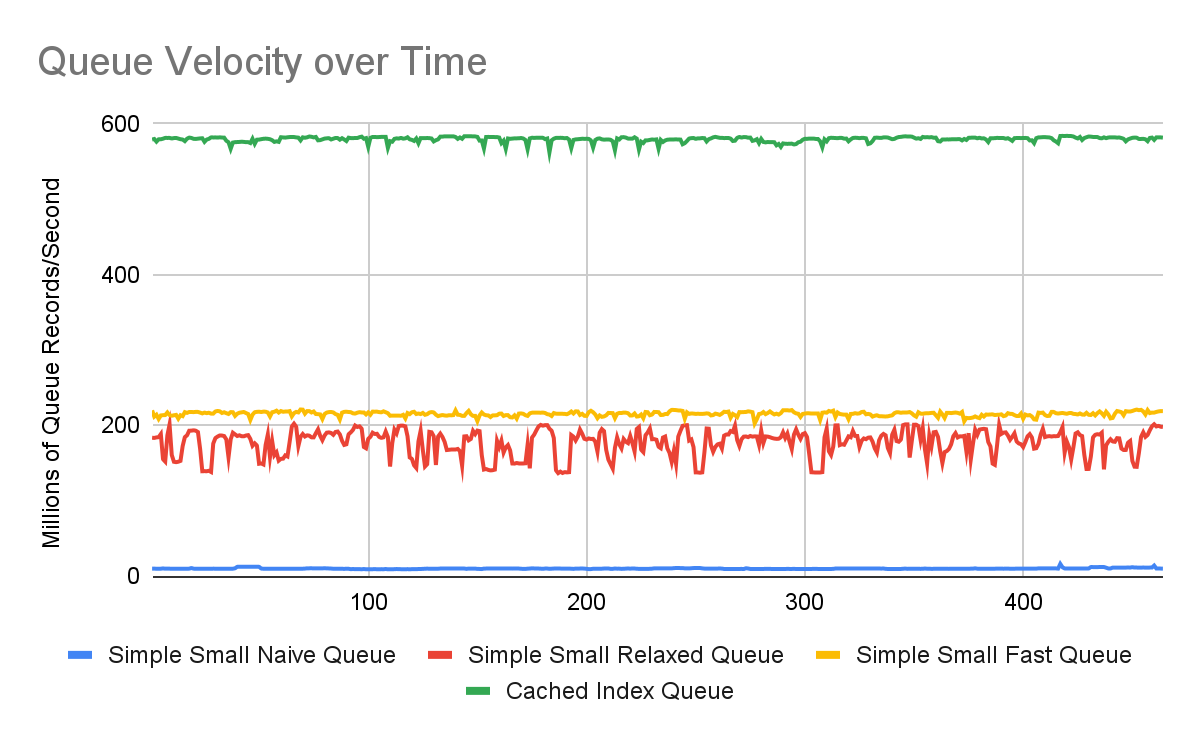 Queue Velocity over Time
Millions of Queue Records/Second
600
400
200
0
100 200 300 400
Simple Small Naive Queue Simple Small Relaxed Queue Simple Small Fast Queue
Cached Index Queue